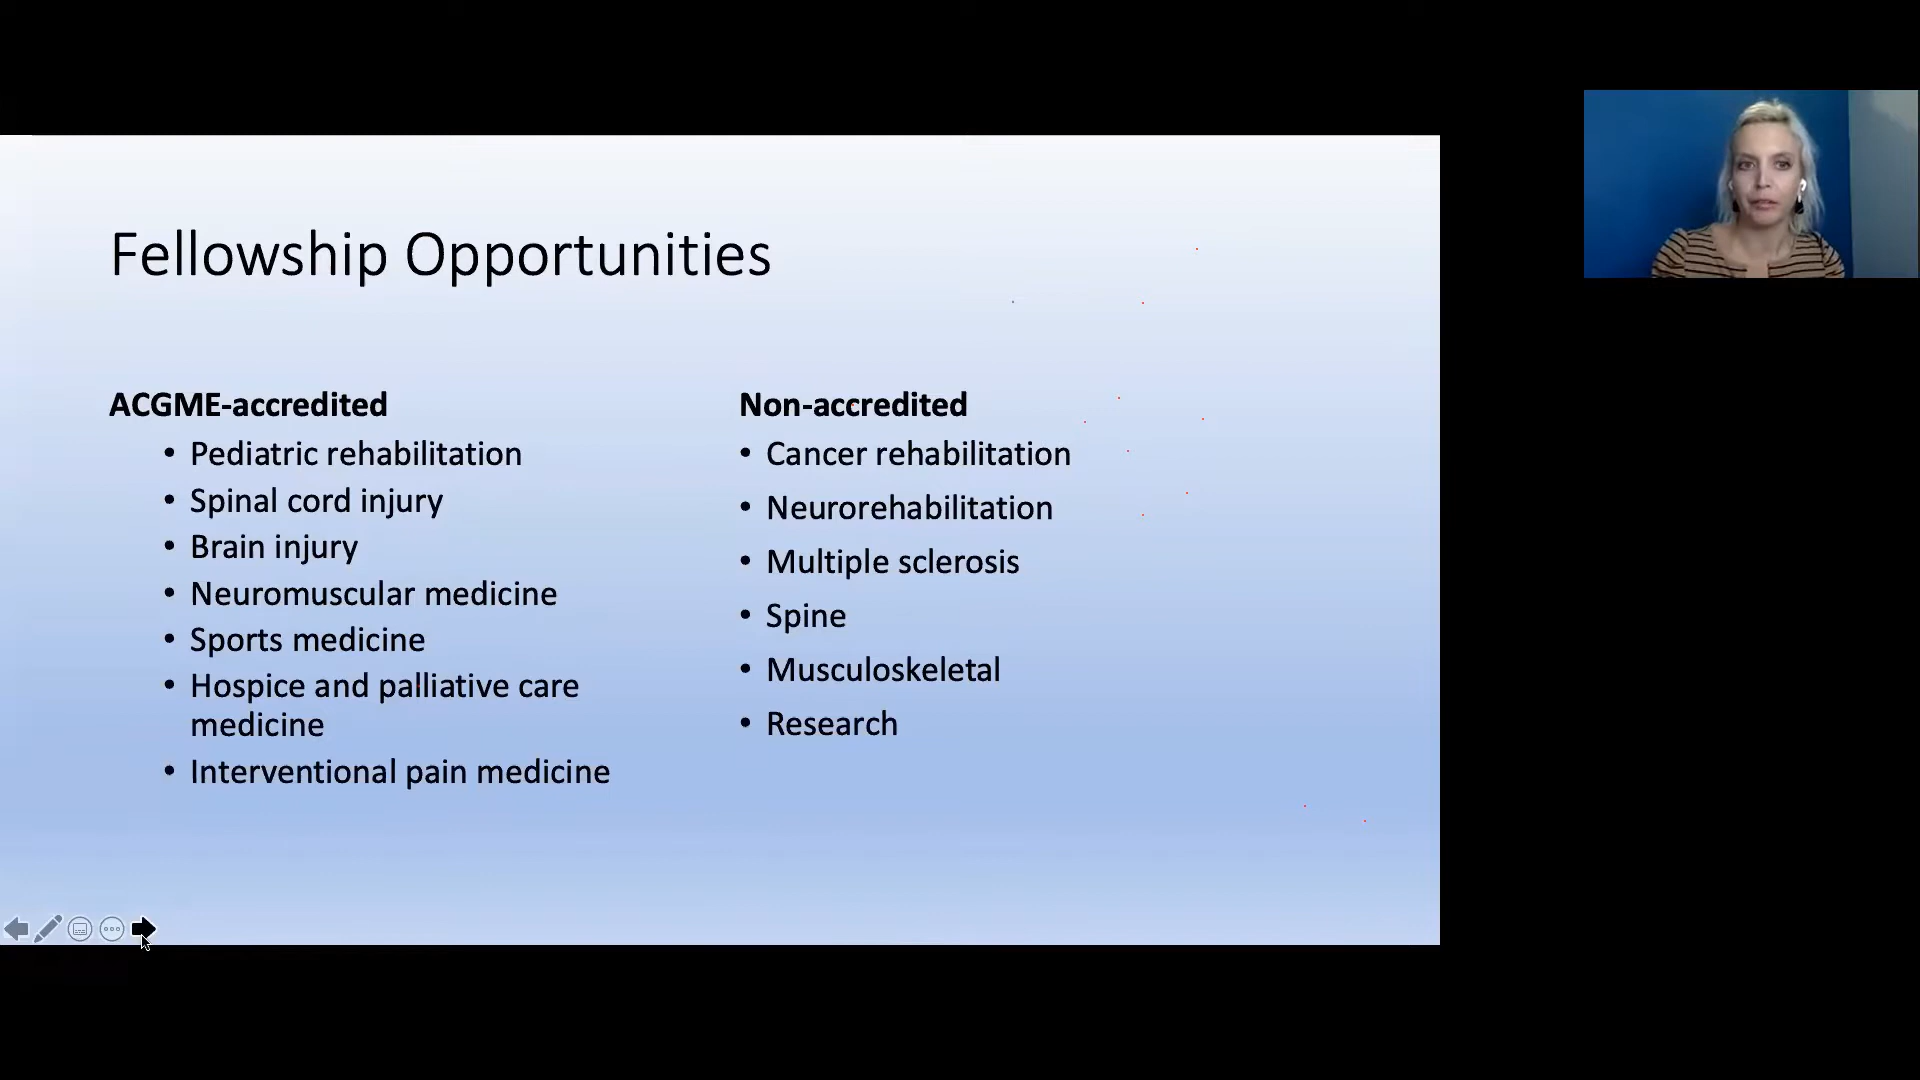 Fellowship Opportunities
ACGME-accredited
• Pediatric rehabilitation
• Spinal cord injury
• Brain injury
• Neuromuscular medicine
• Sports medicine
• Hospice and palliative care
medicine
• Interventional pain medicine
Non-accredited
• Cancer rehabilitation
• Neurorehabilitation
• Multiple sclerosis
• Spine
• Musculoskeletal
• Research